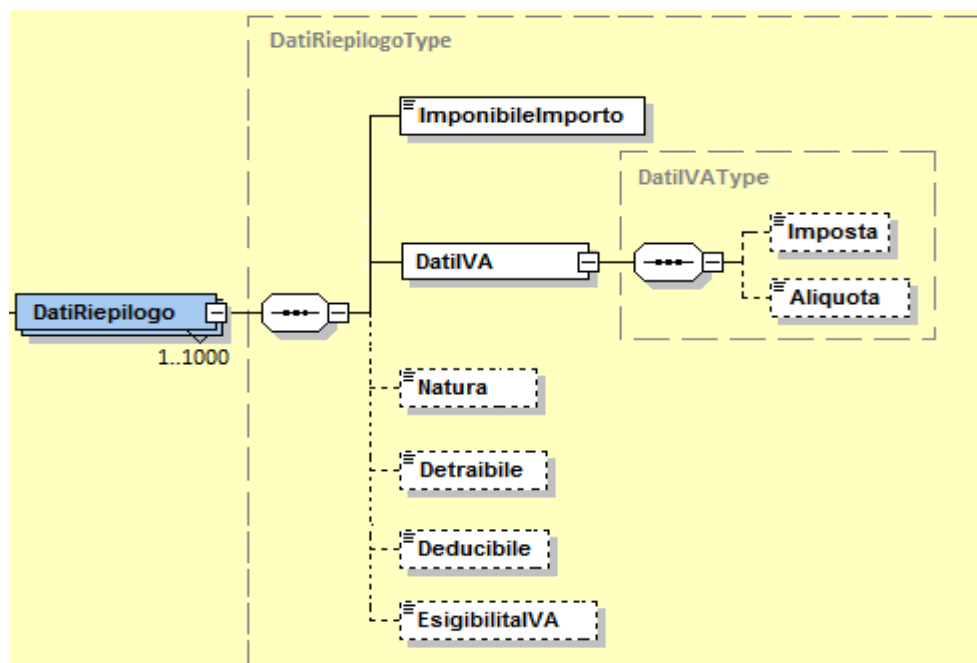 DatiRiepilogoType
ImponibileImporto
DatiIVAType
Imposta
DatiIVA
Aliquota
DatiRiepilogo
1..1000
Natura
Detraibile
Deducibile
EsigibilitaIVA